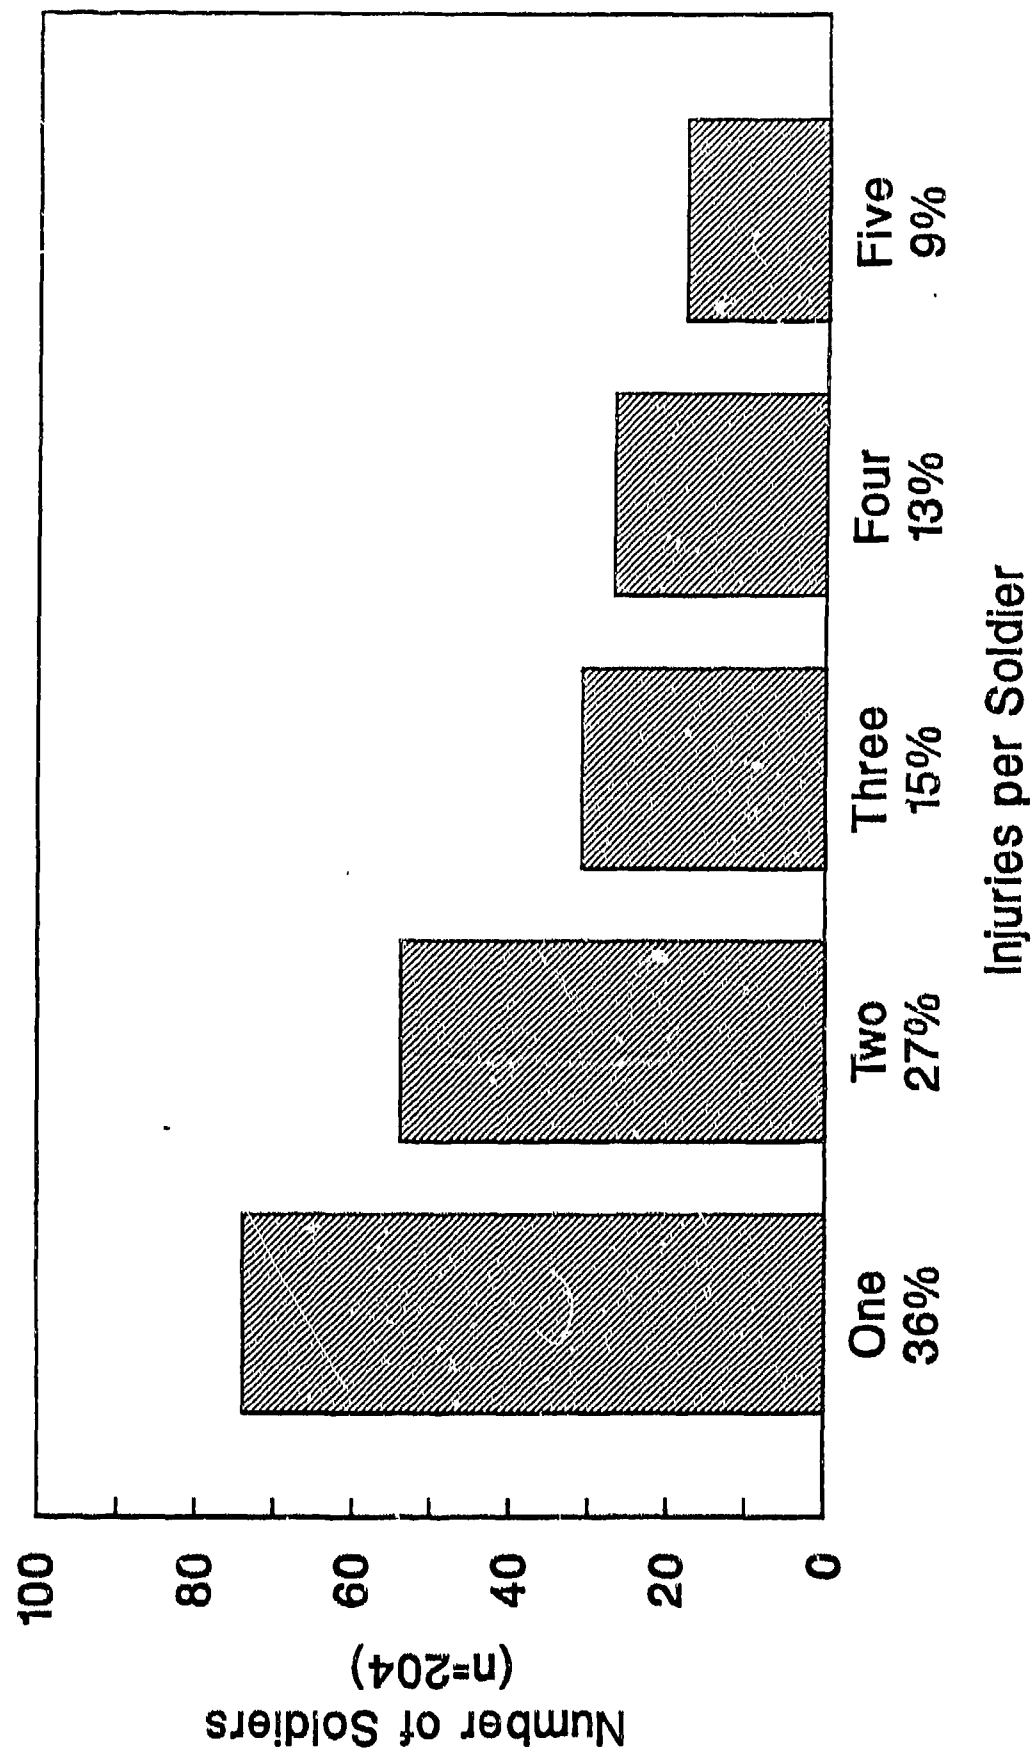 Number of Soldiers
(n=204)
100
80
60
40
20
0
One Two Three Four Five
36% 27% 15% 13% 9%
Injuries per Soldier